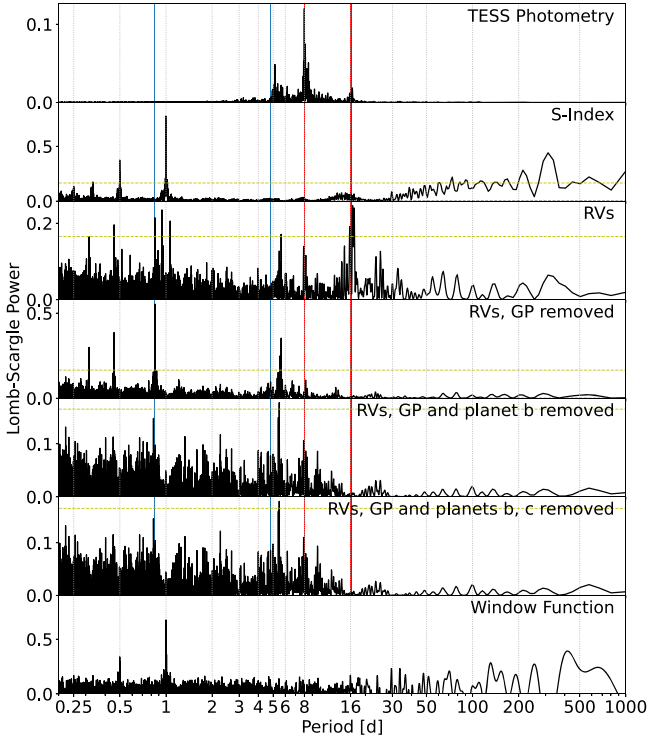 TESS Photometry
0.1
0.0
S-Index
0.5
0.0
RVs
0.2
0.0
RVs, GP removed
0.5
0.0
RVs, GP and planet b removed
0.1
0.0
RVs, GP and planets b, c removed
0.1
0.0
Window Function
0.5
0.0
Lomb-Scargle Power
0.25 0.5 1 2 3 4 5 6 8 16 30 50 100 200 500 1000
Period [d]